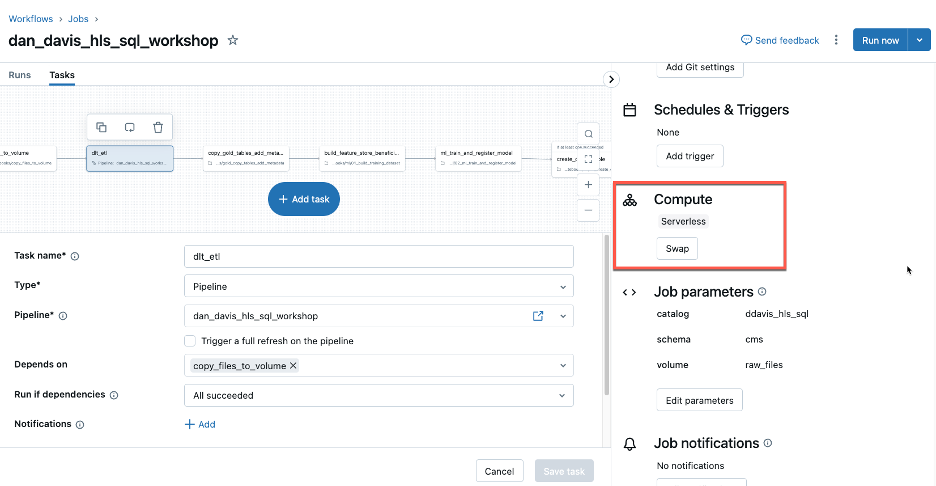 Workflows › Jobs ›
dan_davis_hls_sql_workshop
Send feedback
Run now
Runs
Tasks
_to_volume
dlt_etl
Pipeline: dan_davis_hls_sql_works...
copy_gold_tables_add_meta...
build_feature_store_benefici...
ml_train_and_register_model
create_
Add task
Task name*
dlt_etl
Type*
Pipeline
Pipeline*
dan_davis_hls_sql_workshop
Trigger a full refresh on the pipeline
Depends on
copy_files_to_volume
Run if dependencies
All succeeded
Notifications
Add
Cancel
Save task
Add Git settings
Schedules & Triggers
None
Add trigger
Compute
Serverless
Swap
Job parameters
catalog ddavis_hls_sql
schema cms
volume raw_files
Edit parameters
Job notifications
No notifications